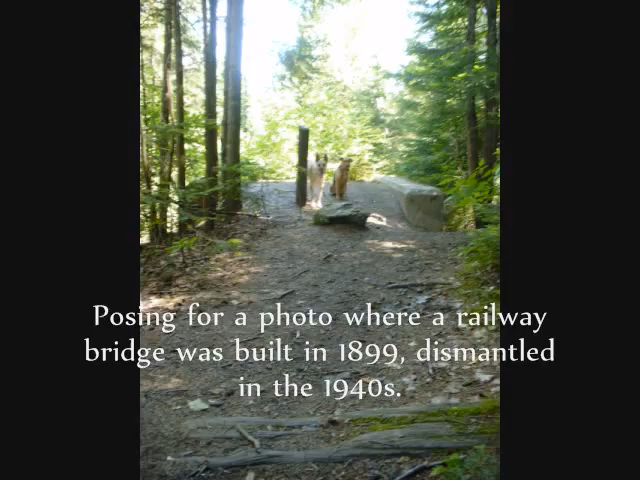 Posing for a photo where a railway
bridge was built in 1899, dismantled
in the 1940s.